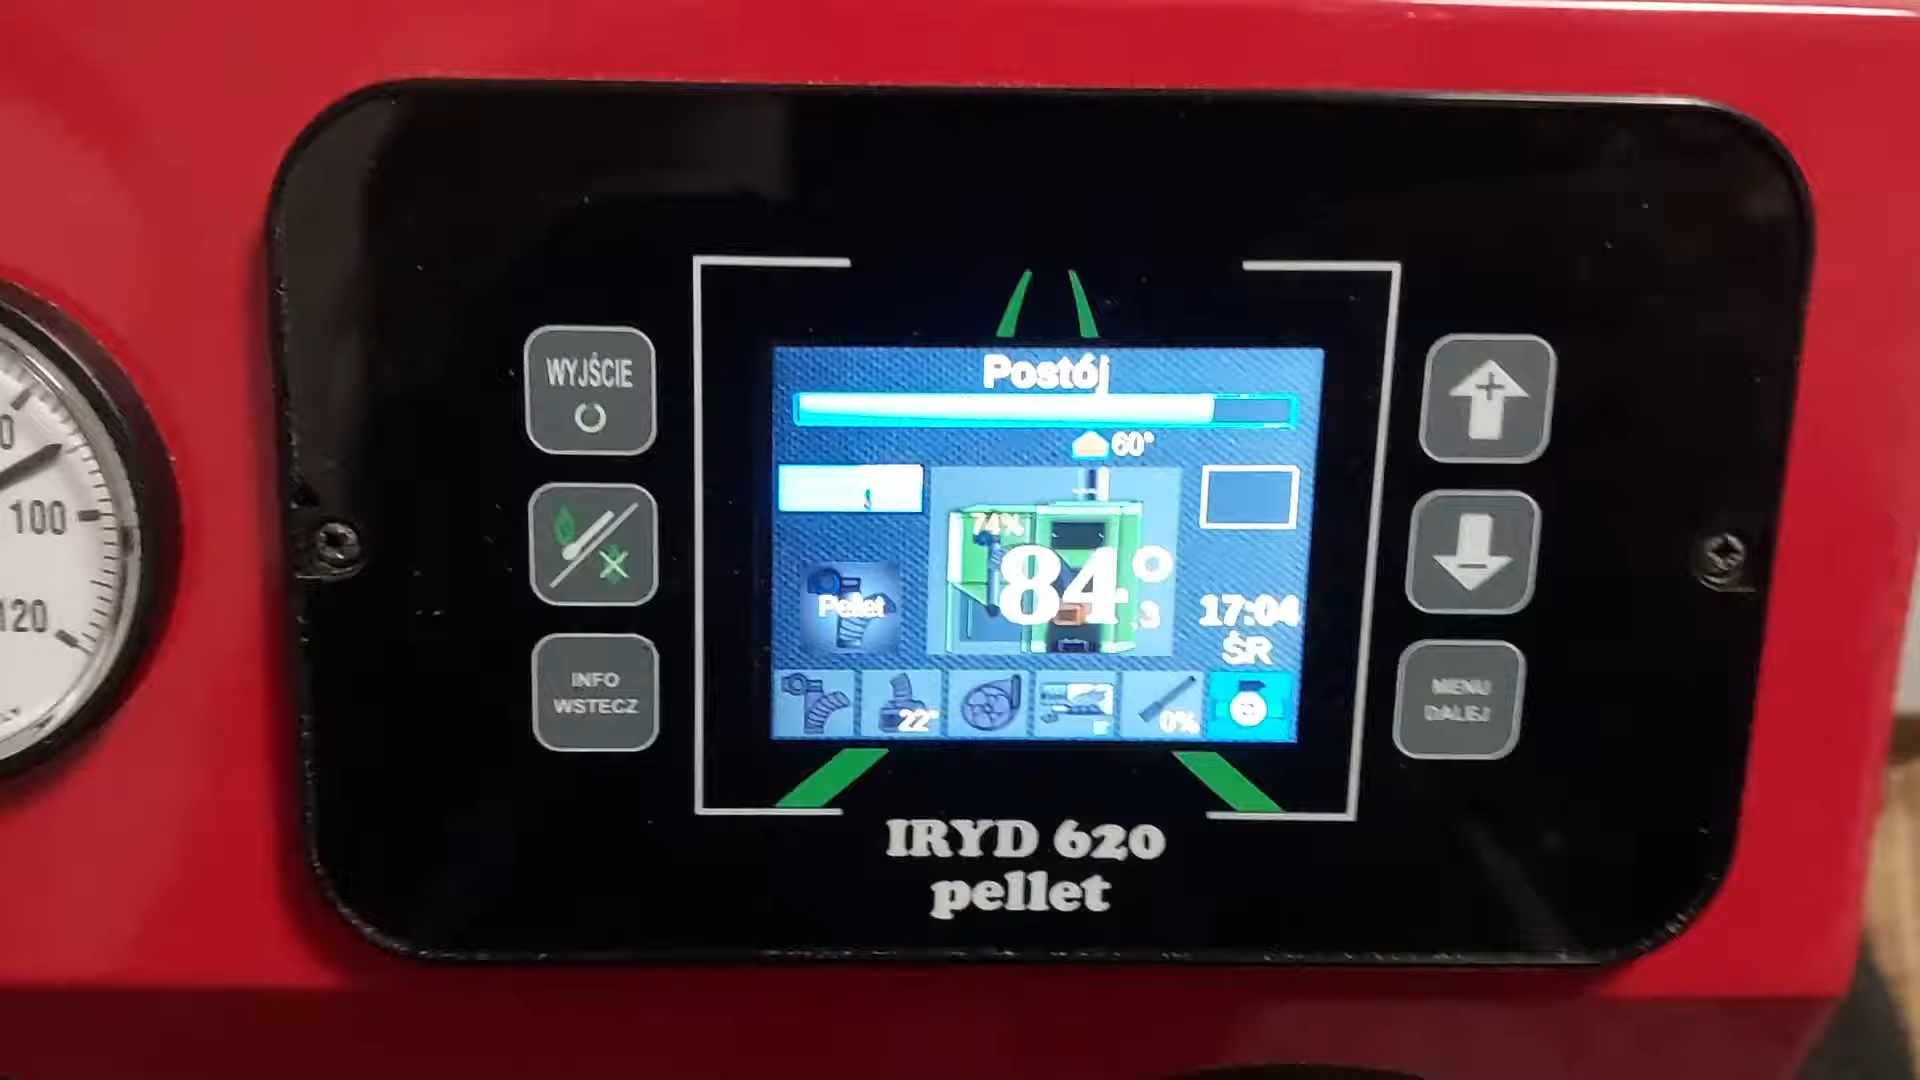 Postój
60°
74%
84°
.3
Pellet
17:04
ŚR
22°
0%
WYJŚCIE
INFO
WSTECZ
MENU
DALEJ
IRYD 620
pellet
100
120